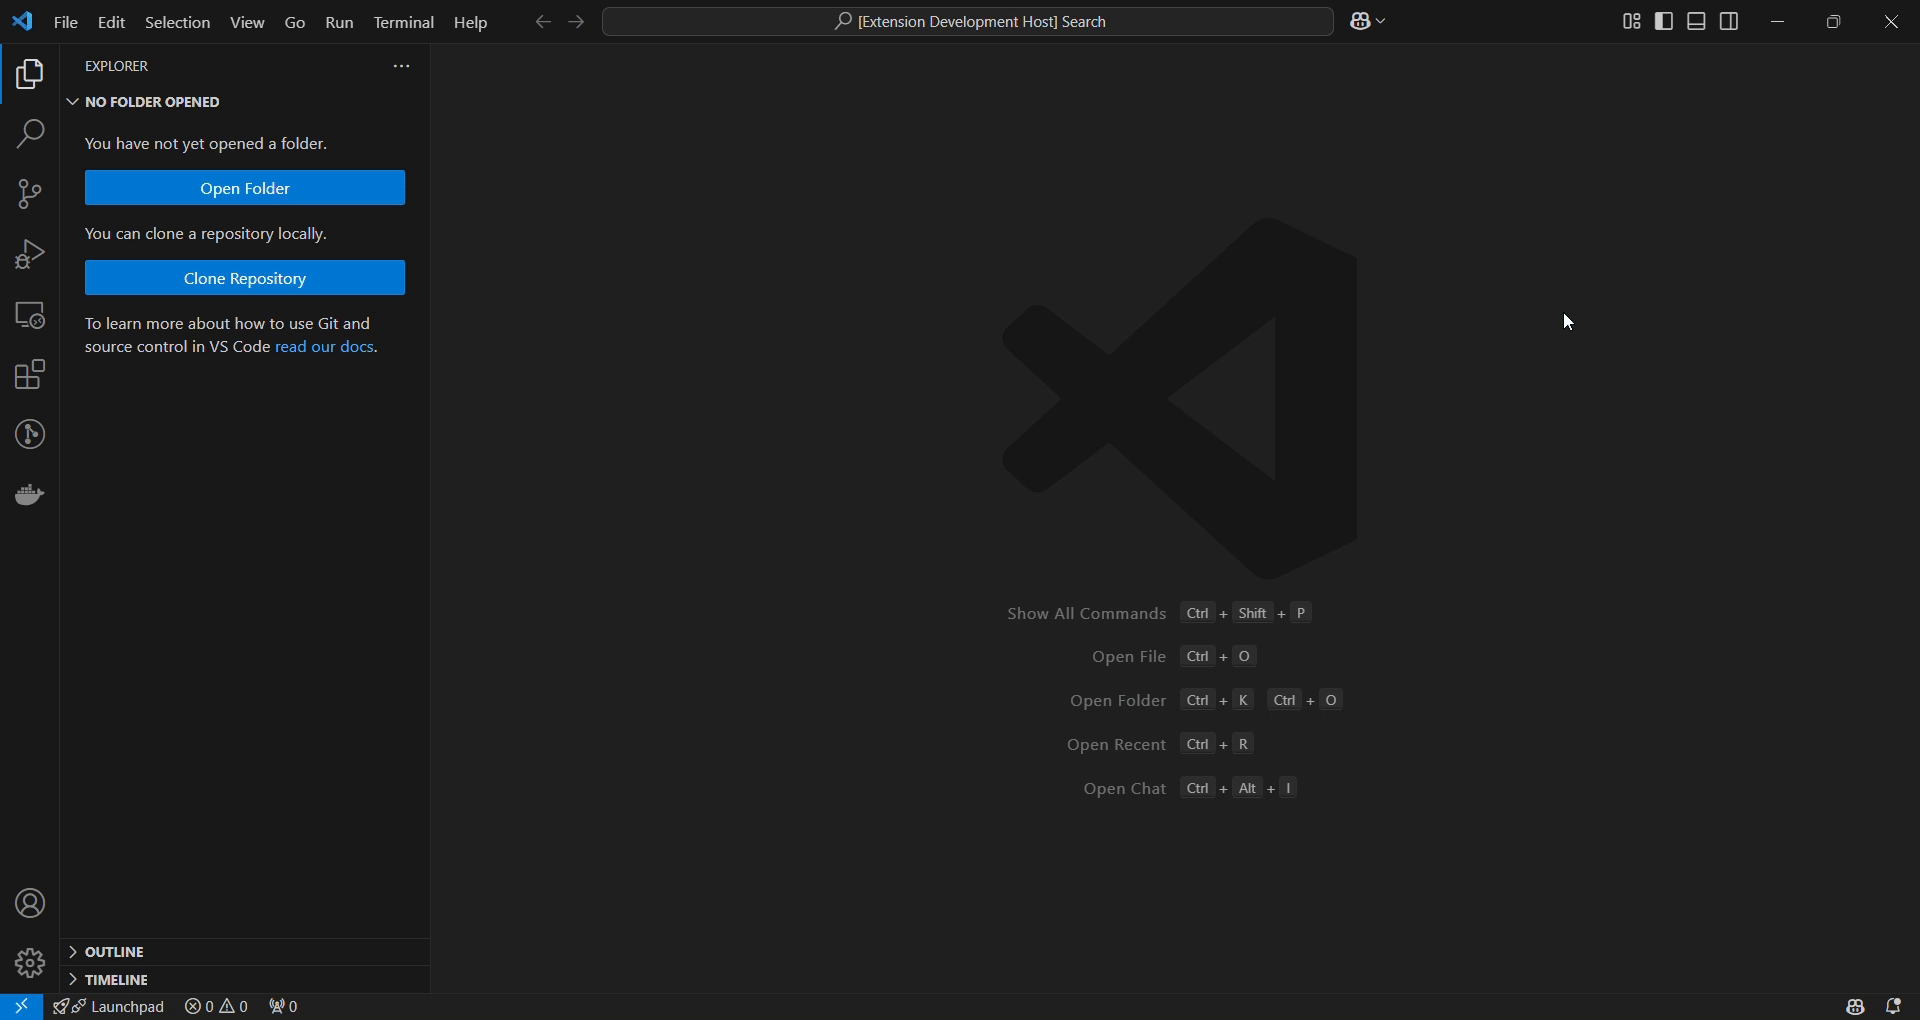 File Edit Selection View Go Run Terminal Help
[Extension Development Host] Search
EXPLORER
NO FOLDER OPENED
You have not yet opened a folder.
Open Folder
You can clone a repository locally.
Clone Repository
To learn more about how to use Git and
source control in VS Code read our docs.
Show All Commands Ctrl + Shift + P
Open File Ctrl + O
Open Folder Ctrl + K Ctrl + O
Open Recent Ctrl + R
Open Chat Ctrl + Alt + I
OUTLINE
TIMELINE
Launchpad 0 0 0